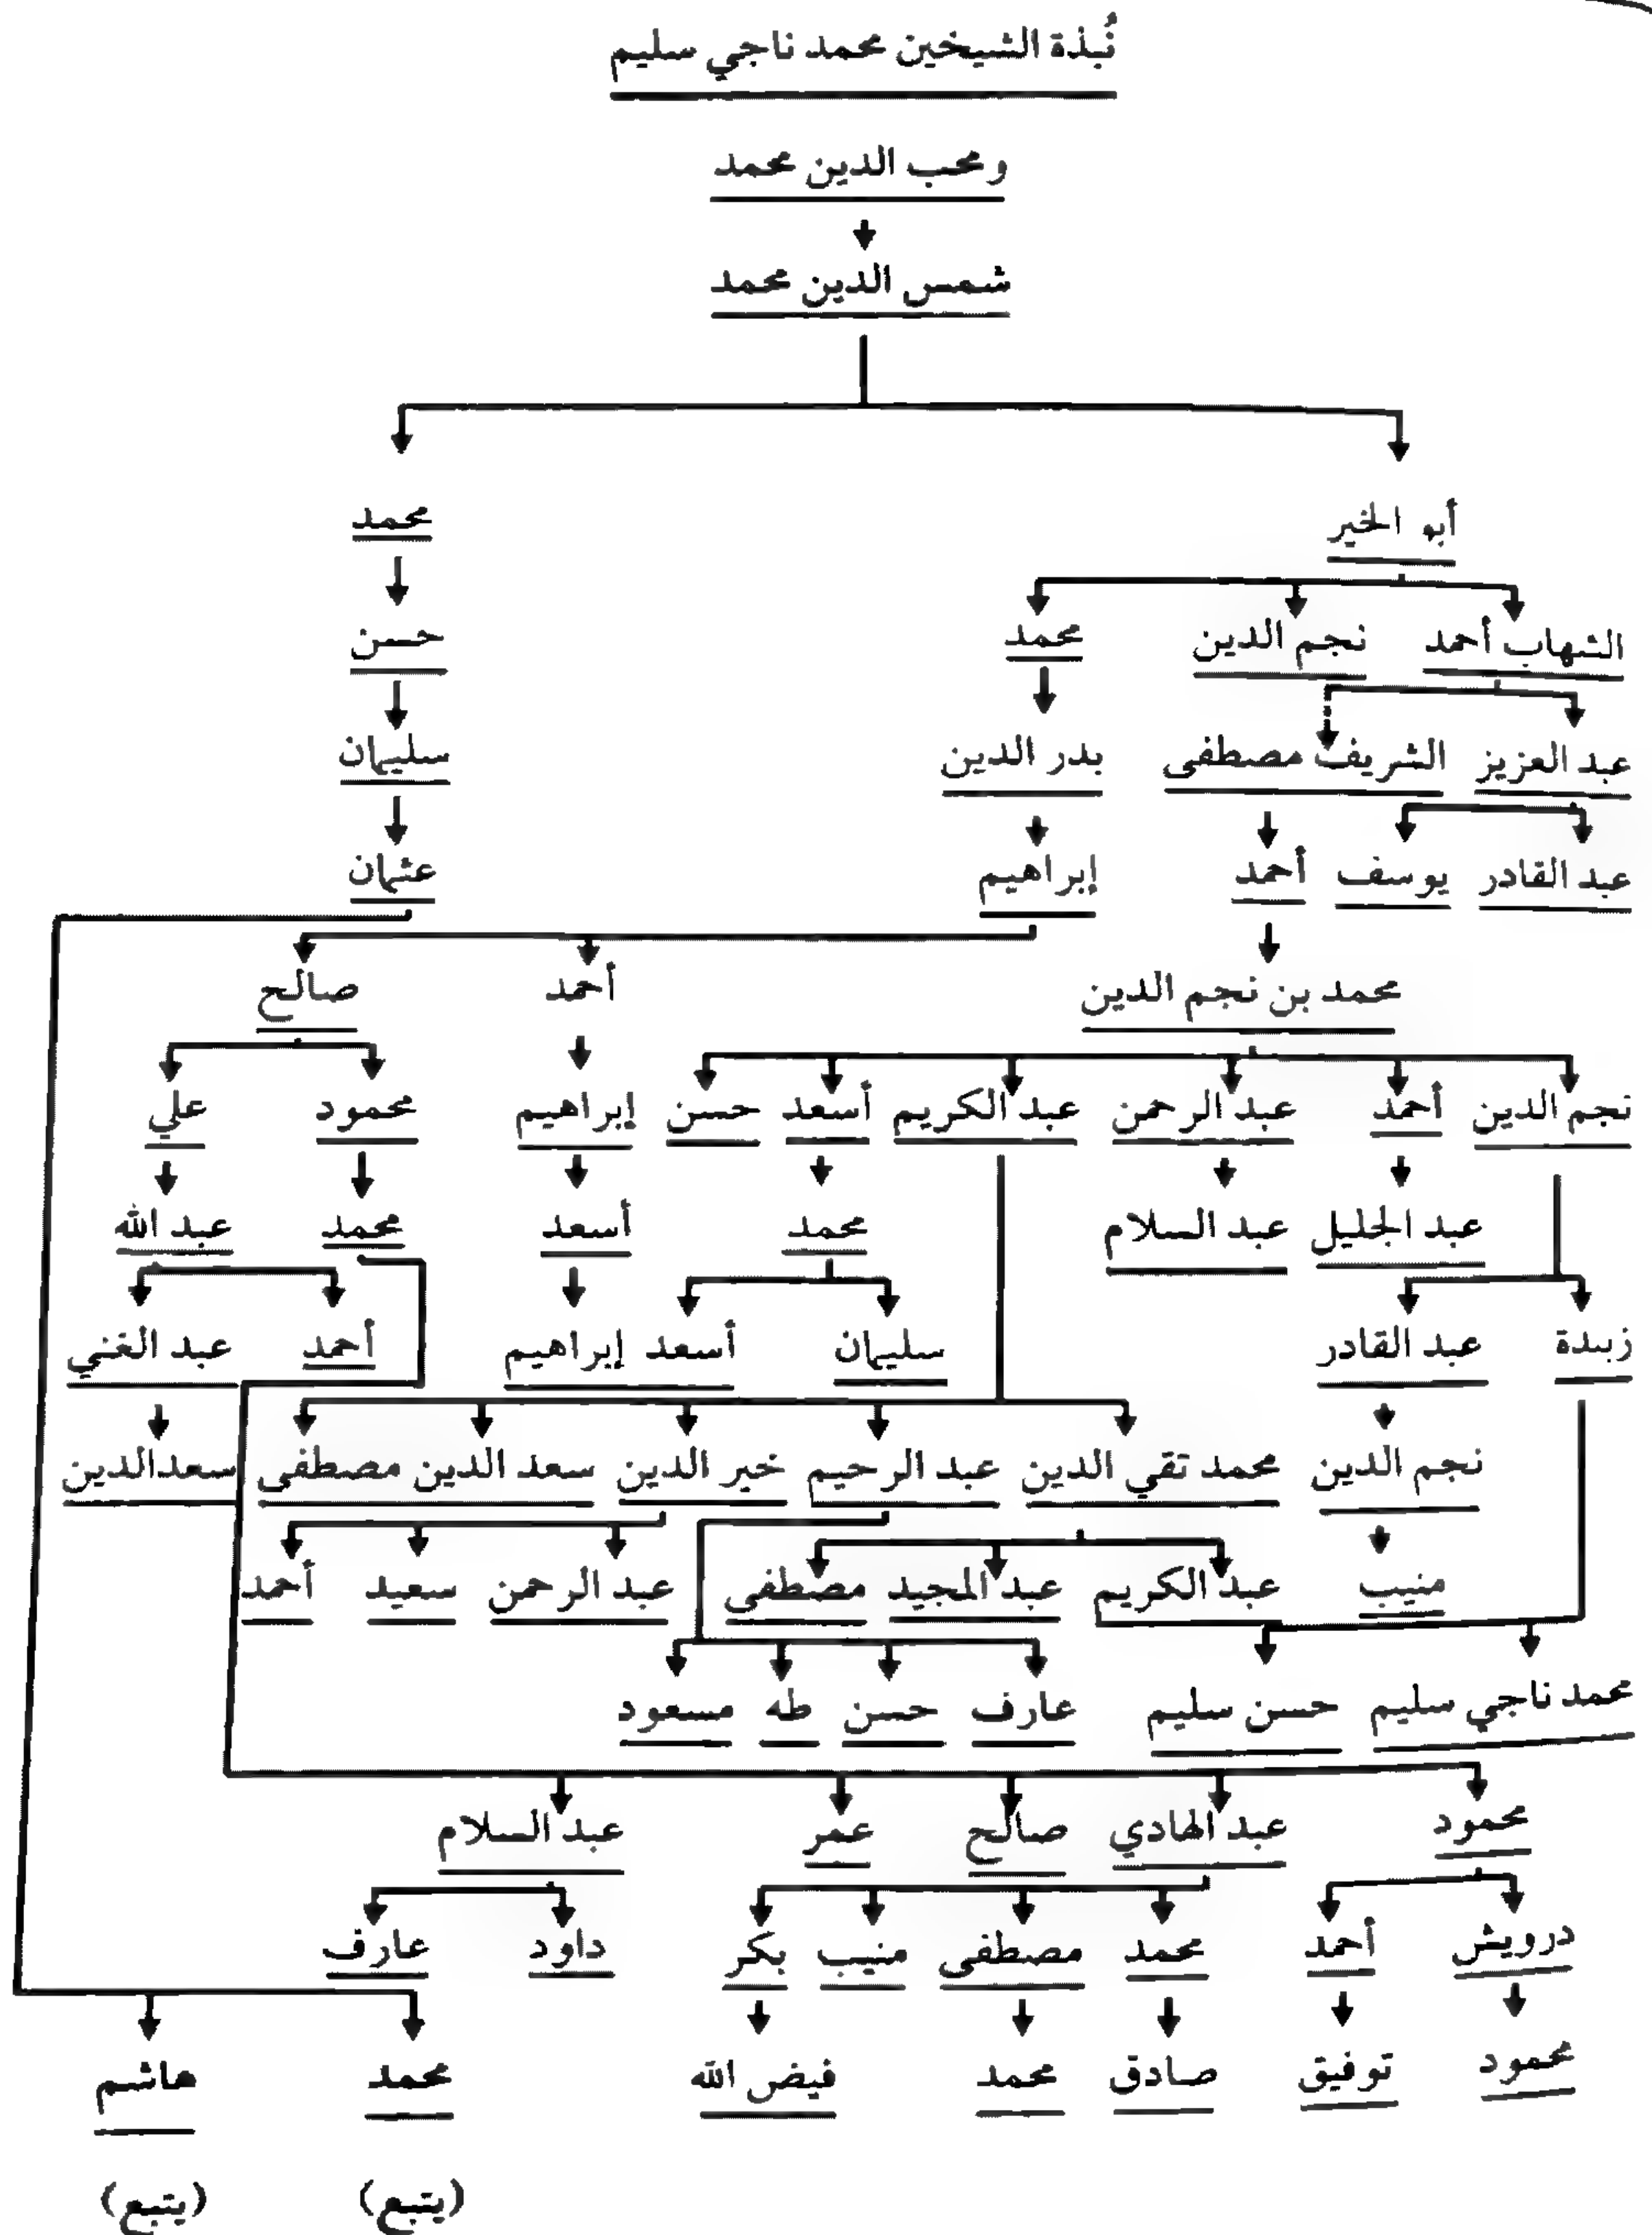 نُبذة الشيخين محمد ناجي سليم
ومحب الدين محمد
شمس الدين محمد
أبو الخير محمد
الشهاب أحمد نجم الدين محمد حسن
عبد العزيز الشريف مصطفى بدر الدين سليمان
عبد القادر يوسف أحمد إبراهيم عثمان
محمد بن نجم الدين أحمد صالح
نجم الدين أحمد عبد الرحمن عبد الكريم أسعد حسن إبراهيم محمود علي
عبد الجليل عبد السلام محمد أسعد محمد عبد الله
زبدة عبد القادر سليمان أسعد إبراهيم أحمد عبد الغني
نجم الدين محمد تقي الدين عبد الرحيم خير الدين سعد الدين مصطفى سعدالدين
منيب عبد الكريم عبد المجيد مصطفى عبد الرحمن سعيد أحمد
محمد ناجي سليم حسن سليم عارف حسن طه مسعود
محمود عبد الهادي صالح عمر عبد السلام
درويش أحمد محمد مصطفى منيب بكر داود عارف
محمود توفيق صادق محمد فيض الله محمد هاشم
(يتبع) (يتبع)